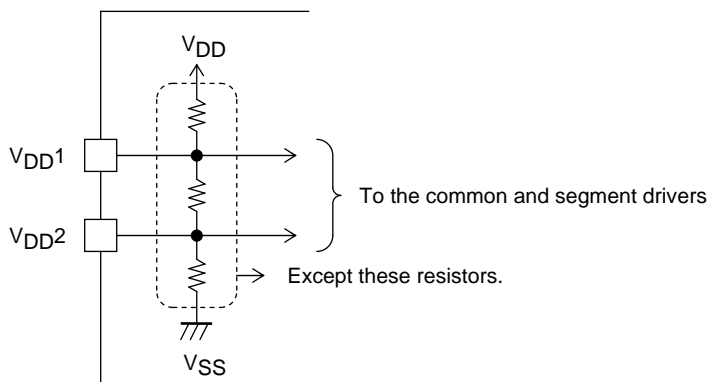 VDD
VDD1
To the common and segment drivers
VDD2
Except these resistors.
VSS